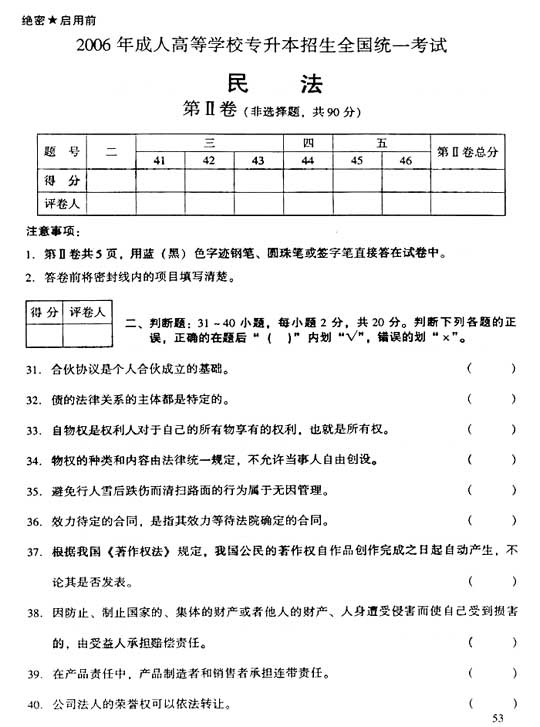 绝密★启用前
2006 年成人高等学校专升本招生全国统一考试
民 法
第Ⅱ卷（非选择题，共 90 分）
题 号 二 三 四 五 第Ⅱ卷总分
41 42 43 44 45 46
得 分
评卷人
注意事项：
1. 第Ⅱ卷共 5 页，用蓝（黑）色字迹钢笔、圆珠笔或签字笔直接答在试卷中。
2. 答卷前将密封线内的项目填写清楚。
得 分 评卷人
二、判断题：31～40 小题，每小题 2 分，共 20 分。判断下列各题的正
误，正确的在题后“（ ）”内划“√”，错误的划“×”。
31. 合伙协议是个人合伙成立的基础。 （ ）
32. 债的法律关系的主体都是特定的。 （ ）
33. 自物权是权利人对于自己的所有物享有的权利，也就是所有权。 （ ）
34. 物权的种类和内容由法律统一规定，不允许当事人自由创设。 （ ）
35. 避免行人雪后跌伤而清扫路面的行为属于无因管理。 （ ）
36. 效力待定的合同，是指其效力等待法院确定的合同。 （ ）
37. 根据我国《著作权法》规定，我国公民的著作权自作品创作完成之日起自动产生，不
论其是否发表。 （ ）
38. 因防止、制止国家的、集体的财产或者他人的财产、人身遭受侵害而使自己受到损害
的，由受益人承担赔偿责任。 （ ）
39. 在产品责任中，产品制造者和销售者承担连带责任。 （ ）
40. 公司法人的荣誉权可以依法转让。 （ ）
53